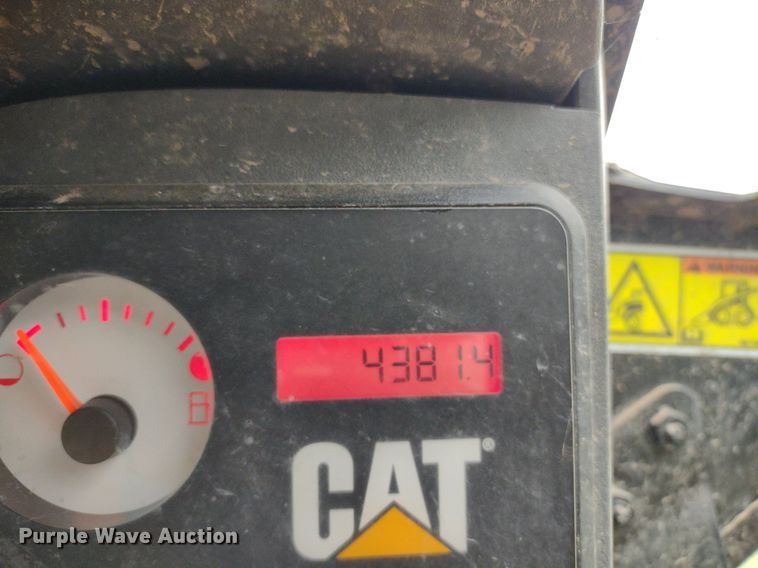 WARNING
4381.4
CAT®
Purple Wave Auction